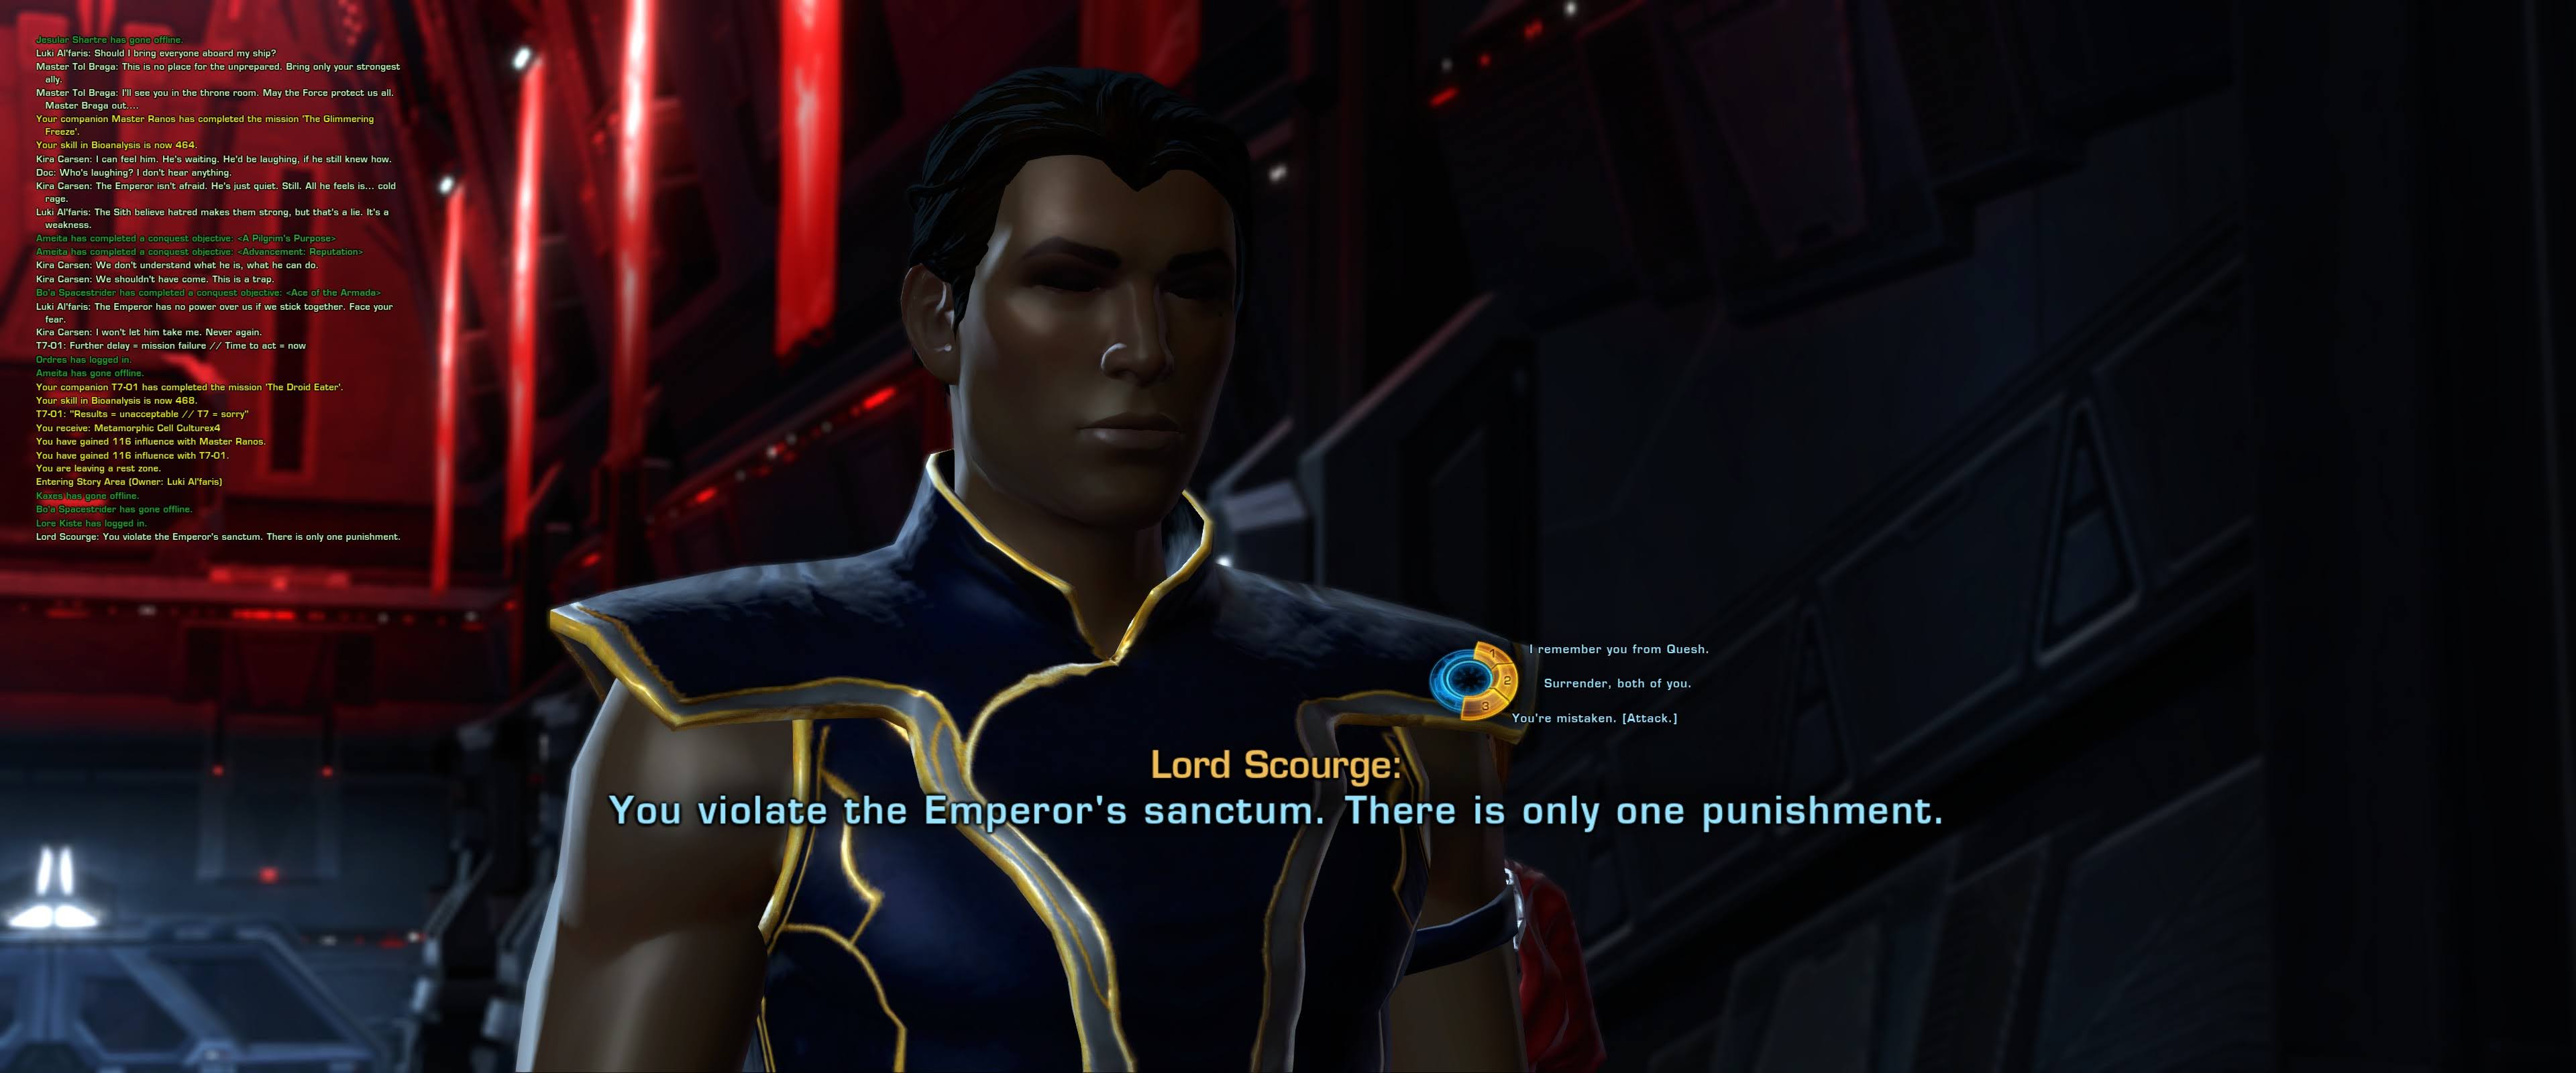 Jesular Shartre has gone offline.
Luki Al'faris: Should I bring everyone aboard my ship?
Master Tol Braga: This is no place for the unprepared. Bring only your strongest
ally.
Master Tol Braga: I'll see you in the throne room. May the Force protect us all.
Master Braga out....
Your companion Master Ranos has completed the mission 'The Glimmering
Freeze'.
Your skill in Bioanalysis is now 464.
Kira Carsen: I can feel him. He's waiting. He'd be laughing, if he still knew how.
Doc: Who's laughing? I don't hear anything.
Kira Carsen: The Emperor isn't afraid. He's just quiet. Still. All he feels is... cold
rage.
Luki Al'faris: The Sith believe hatred makes them strong, but that's a lie. It's a
weakness.
Ameita has completed a conquest objective: <A Pilgrim's Purpose>
Ameita has completed a conquest objective: <Advancement: Reputation>
Kira Carsen: We don't understand what he is, what he can do.
Kira Carsen: We shouldn't have come. This is a trap.
Bo'a Spacestrider has completed a conquest objective: <Ace of the Armada>
Luki Al'faris: The Emperor has no power over us if we stick together. Face your
fear.
Kira Carsen: I won't let him take me. Never again.
T7-01: Further delay = mission failure // Time to act = now
Ordres has logged in.
Ameita has gone offline.
Your companion T7-01 has completed the mission 'The Droid Eater'.
Your skill in Bioanalysis is now 468.
T7-01: "Results = unacceptable // T7 = sorry"
You receive: Metamorphic Cell Culturex4
You have gained 116 influence with Master Ranos.
You have gained 116 influence with T7-01.
You are leaving a rest zone.
Entering Story Area (Owner: Luki Al'faris)
Kaxes has gone offline.
Bo'a Spacestrider has gone offline.
Lore Kiste has logged in.
Lord Scourge: You violate the Emperor's sanctum. There is only one punishment.
1 I remember you from Quesh.
2 Surrender, both of you.
3 You're mistaken. [Attack.]
Lord Scourge:
You violate the Emperor's sanctum. There is only one punishment.